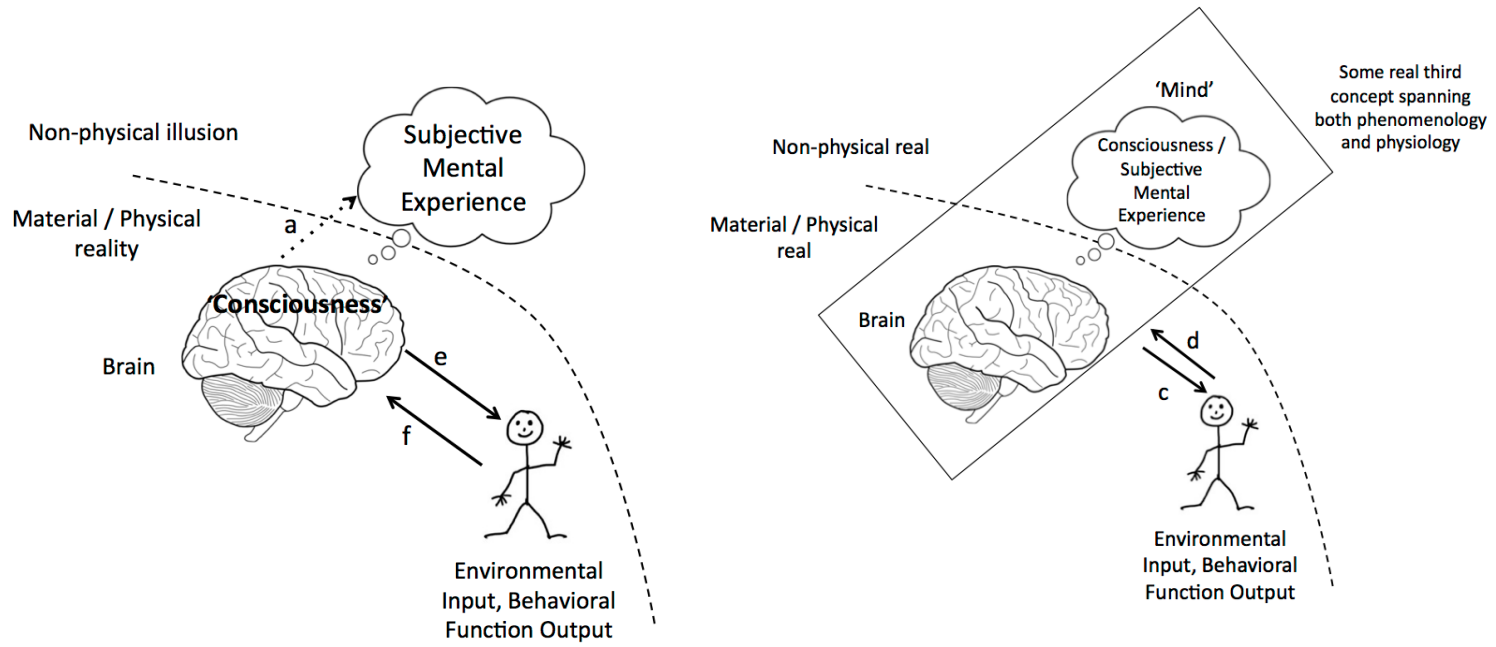 Non-physical illusion
Subjective
Mental
Experience
Material / Physical
reality
a
'Consciousness'
Brain
e
f
Environmental
Input, Behavioral
Function Output
'Mind'
Some real third
concept spanning
both phenomenology
and physiology
Non-physical real
Consciousness /
Subjective
Mental
Experience
Material / Physical
real
Brain
d
c
Environmental
Input, Behavioral
Function Output